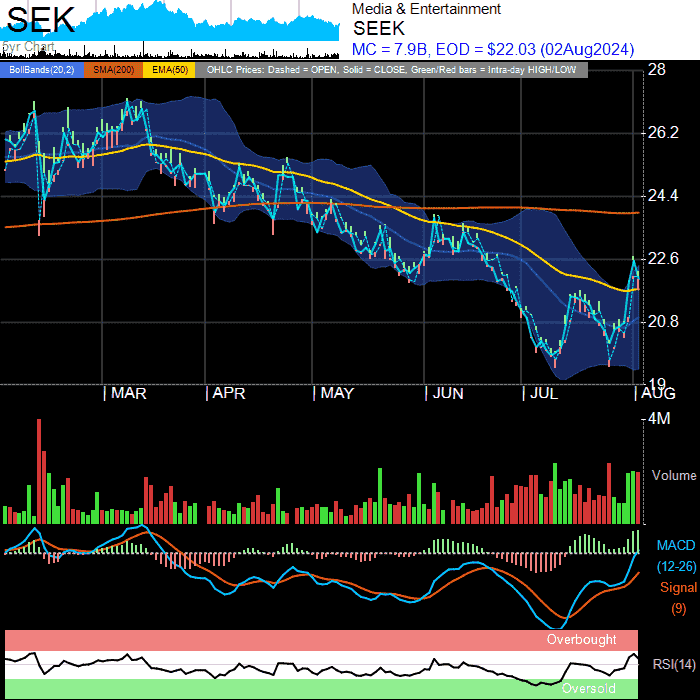 SEK
Media & Entertainment
SEEK
5yr Chart
MC = 7.9B, EOD = $22.03 (02Aug2024)
BollBands(20,2) SMA(200) EMA(50) OHLC Prices: Dashed = OPEN, Solid = CLOSE, Green/Red bars = Intra-day HIGH/LOW
28
26.2
24.4
22.6
20.8
19
| MAR | APR | MAY | JUN | JUL | AUG
4M
Volume
MACD
(12-26)
Signal
(9)
Overbought
RSI(14)
Oversold